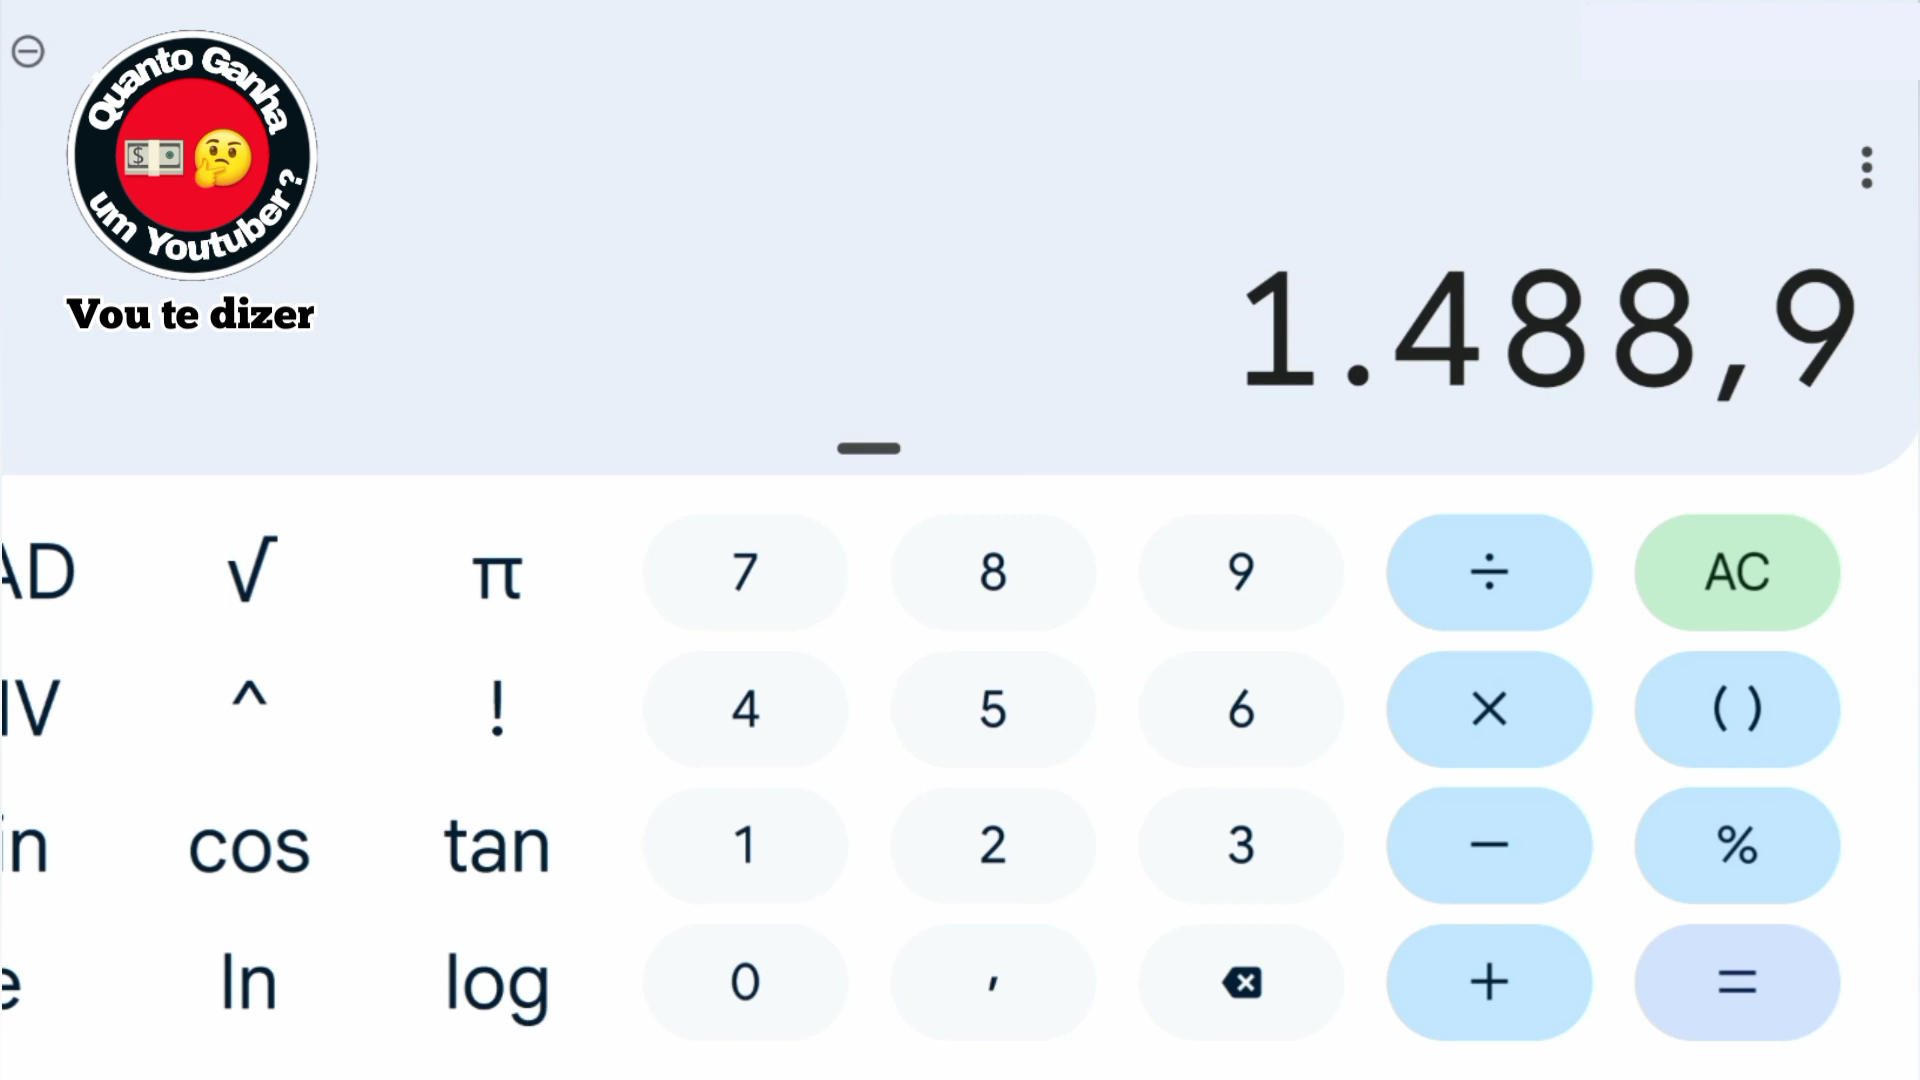 Quanto Ganha
um Youtuber?
Vou te dizer
1.488,9
AD √ π 7 8 9 ÷ AC
^ ! 4 5 6 × ( )
cos tan 1 2 3 − %
ln log 0 , + =